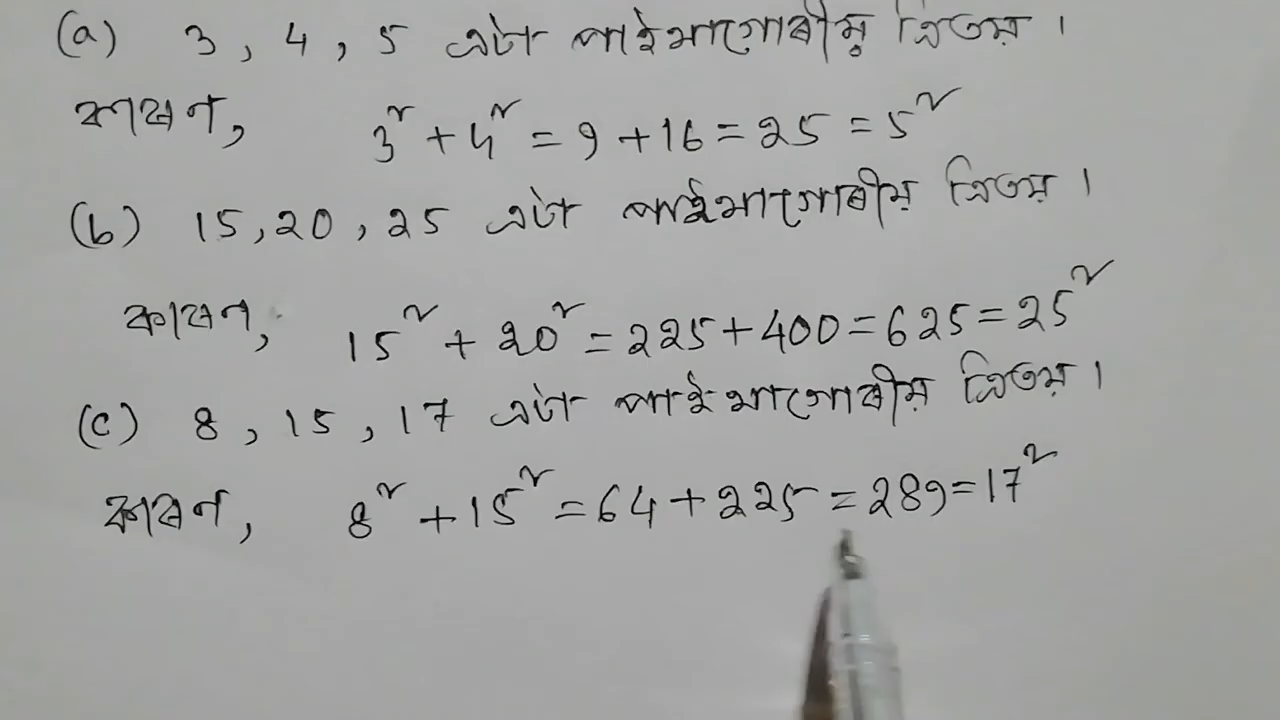 (a) 3, 4, 5 এটা পাইথাগোৰীয় ত্ৰিতয়।
কাৰণ, 3² + 4² = 9 + 16 = 25 = 5²
(b) 15, 20, 25 এটা পাইথাগোৰীয় ত্ৰিতয়।
কাৰণ, 15² + 20² = 225 + 400 = 625 = 25²
(c) 8, 15, 17 এটা পাইথাগোৰীয় ত্ৰিতয়।
কাৰণ, 8² + 15² = 64 + 225 = 289 = 17²